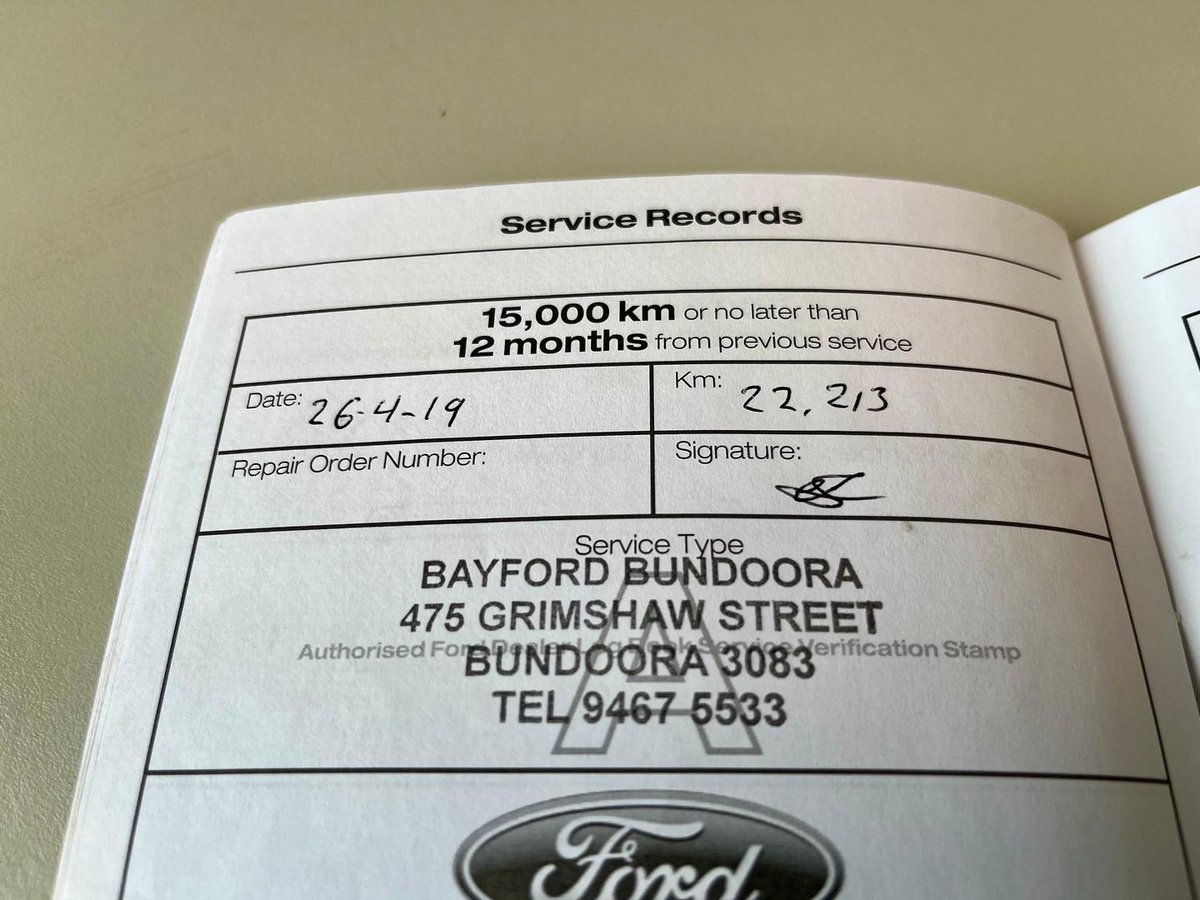 Service Records
15,000 km or no later than
12 months from previous service
Date: 26-4-19
Km: 22,213
Repair Order Number:
Signature:
Service Type
A
BAYFORD BUNDOORA
475 GRIMSHAW STREET
Authorised Ford Dealer Log Book Service Verification Stamp
BUNDOORA 3083
TEL 9467 5533
Ford